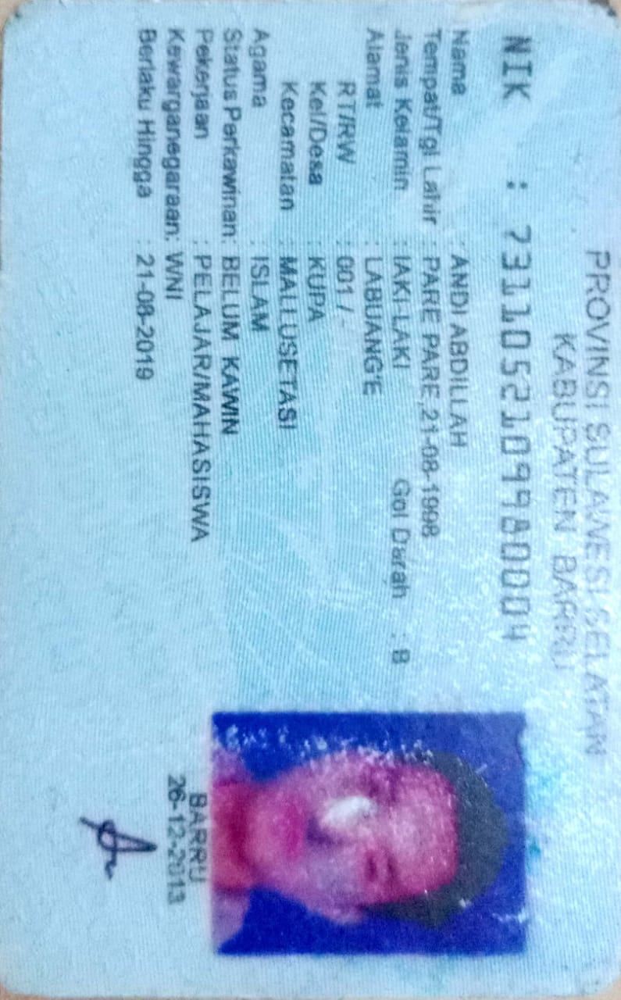 PROVINSI SULAWESI SELATAN
KABUPATEN BARRU
NIK : 7311052109980004
Nama : ANDI ABDILLAH
Tempat/Tgl Lahir : PARE PARE,21-08-1998
Jenis Kelamin : lAKI-LAKI Gol Darah : B
Alamat : LABUANG'E
RT/RW : 001 / -
Kel/Desa : KUPA
Kecamatan : MALLUSETASI
Agama : ISLAM
Status Perkawinan: BELUM KAWIN
Pekerjaan : PELAJAR/MAHASISWA
Kewarganegaraan: WNI
Berlaku Hingga : 21-08-2019
BARRU
26-12-2013